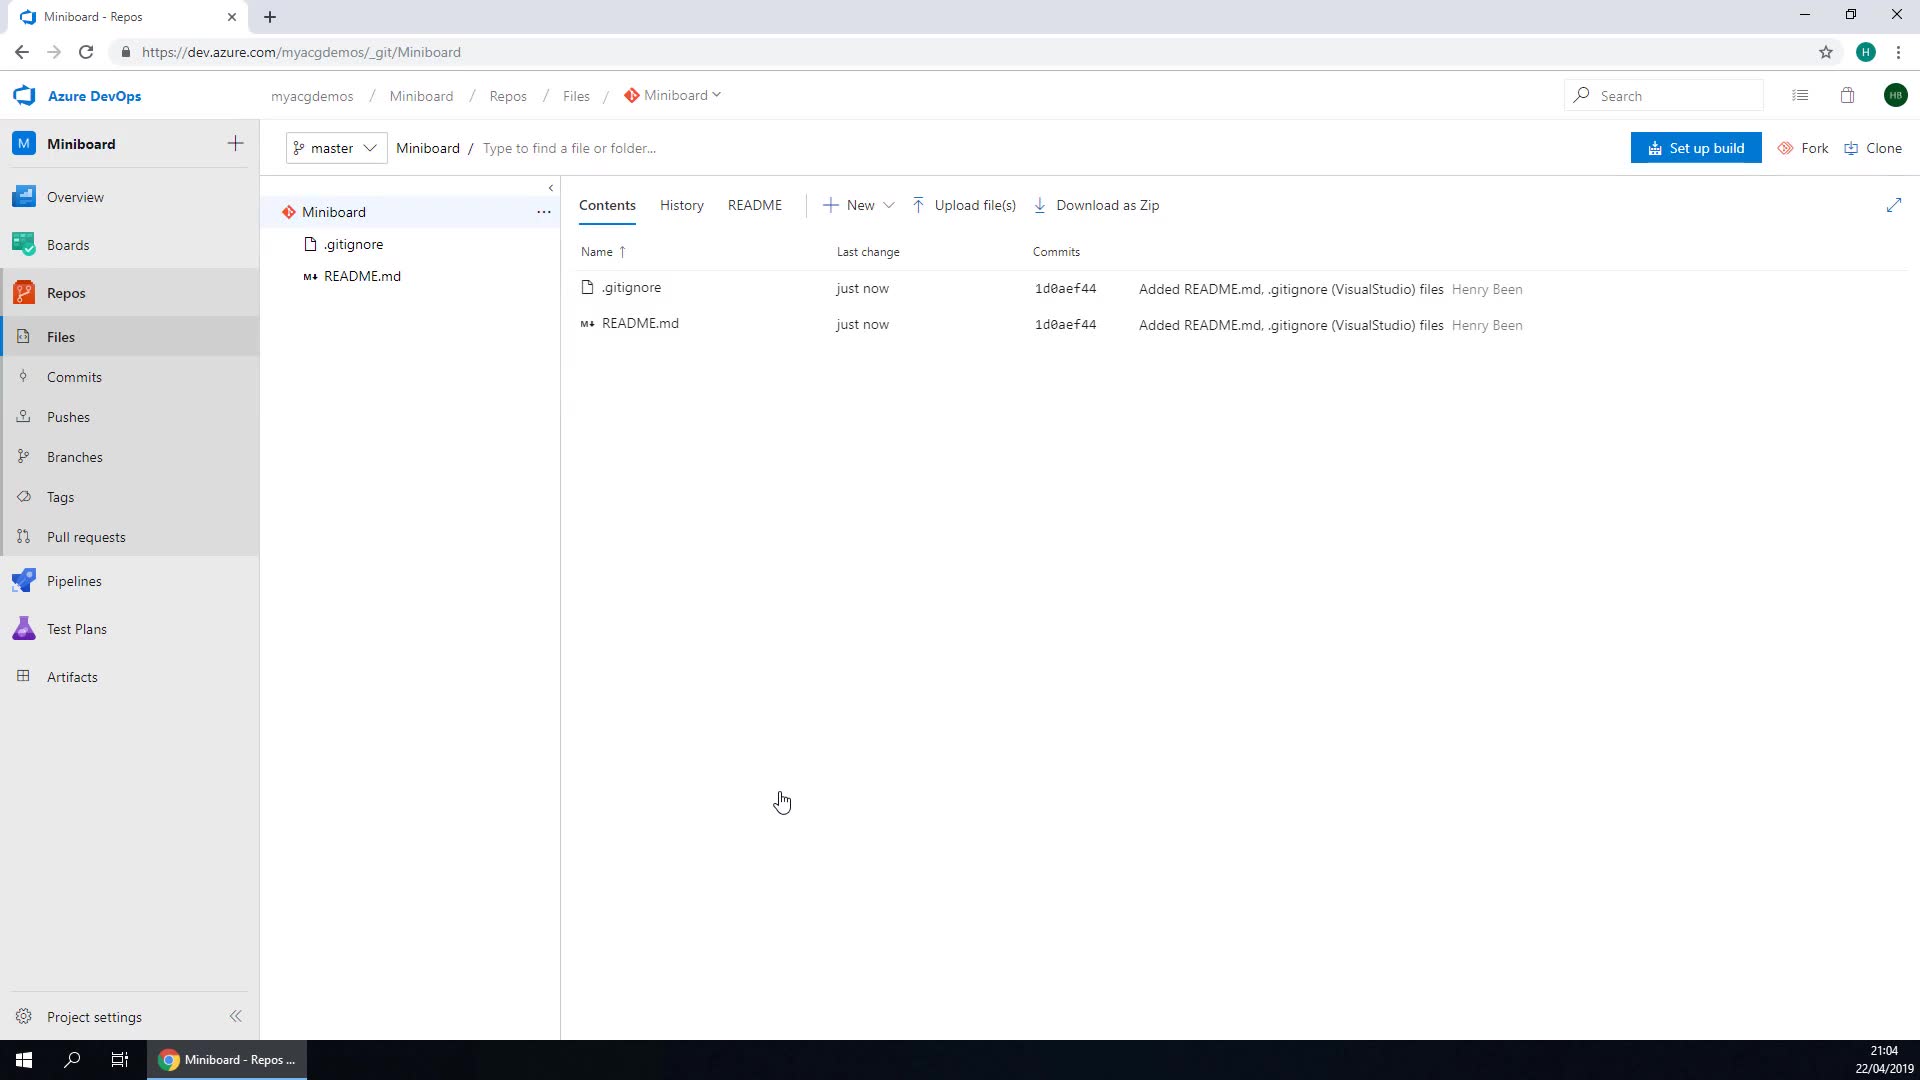 Miniboard - Repos
https://dev.azure.com/myacgdemos/_git/Miniboard
H
Azure DevOps
myacgdemos / Miniboard / Repos / Files / Miniboard
Search
HB
M Miniboard
master Miniboard / Type to find a file or folder...
Set up build Fork Clone
Overview
Boards
Repos
Files
Commits
Pushes
Branches
Tags
Pull requests
Pipelines
Test Plans
Artifacts
Project settings
Miniboard ...
.gitignore
M↓ README.md
Contents History README New Upload file(s) Download as Zip
Name ↑ Last change Commits
.gitignore just now 1d0aef44 Added README.md, .gitignore (VisualStudio) files Henry Been
M↓ README.md just now 1d0aef44 Added README.md, .gitignore (VisualStudio) files Henry Been
Miniboard - Repos ...
21:04
22/04/2019